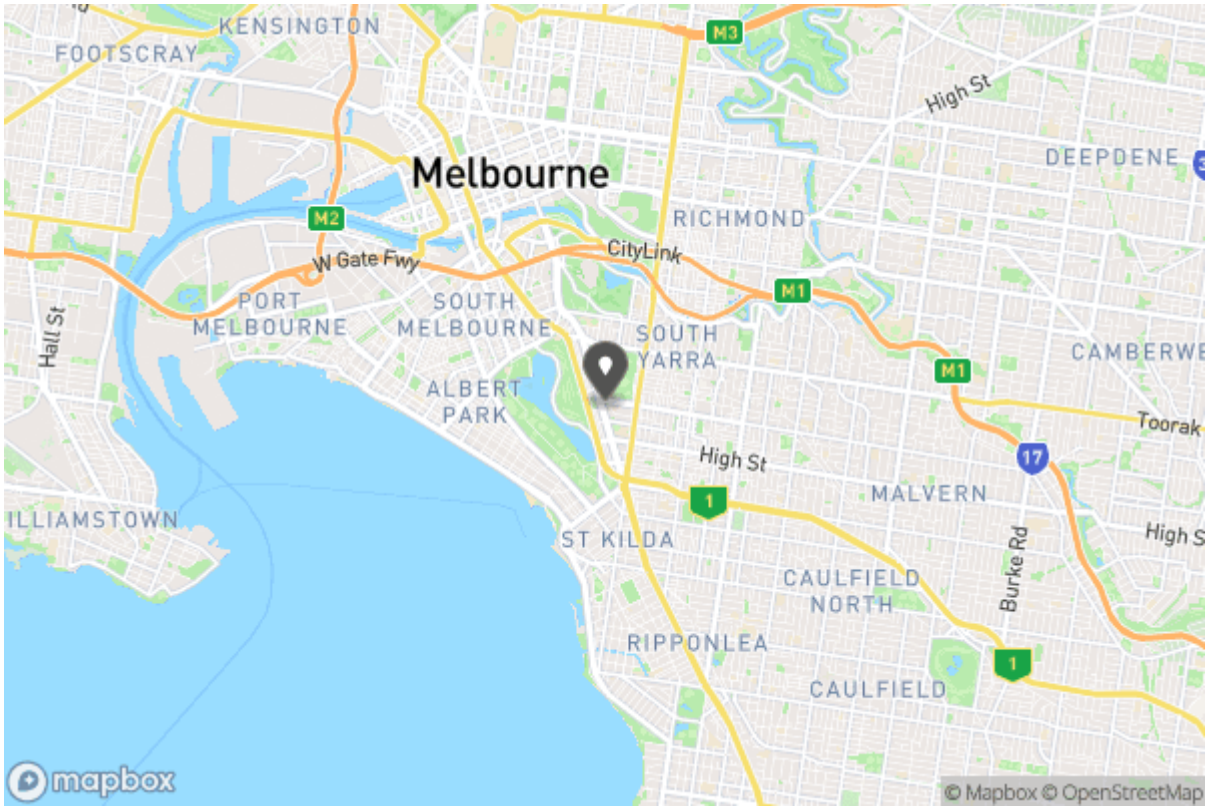 KENSINGTON
FOOTSCRAY
M3
High St
DEEPDENE
3
Melbourne
RICHMOND
M2
CityLink
W Gate Fwy
M1
PORT
MELBOURNE
SOUTH
MELBOURNE
SOUTH
YARRA
Hall St
CAMBERWE
M1
ALBERT
PARK
Toorak
High St
17
MALVERN
1
ILLIAMSTOWN
High S
ST KILDA
CAULFIELD
NORTH
Burke Rd
RIPPONLEA
1
CAULFIELD
mapbox
© Mapbox © OpenStreetMap